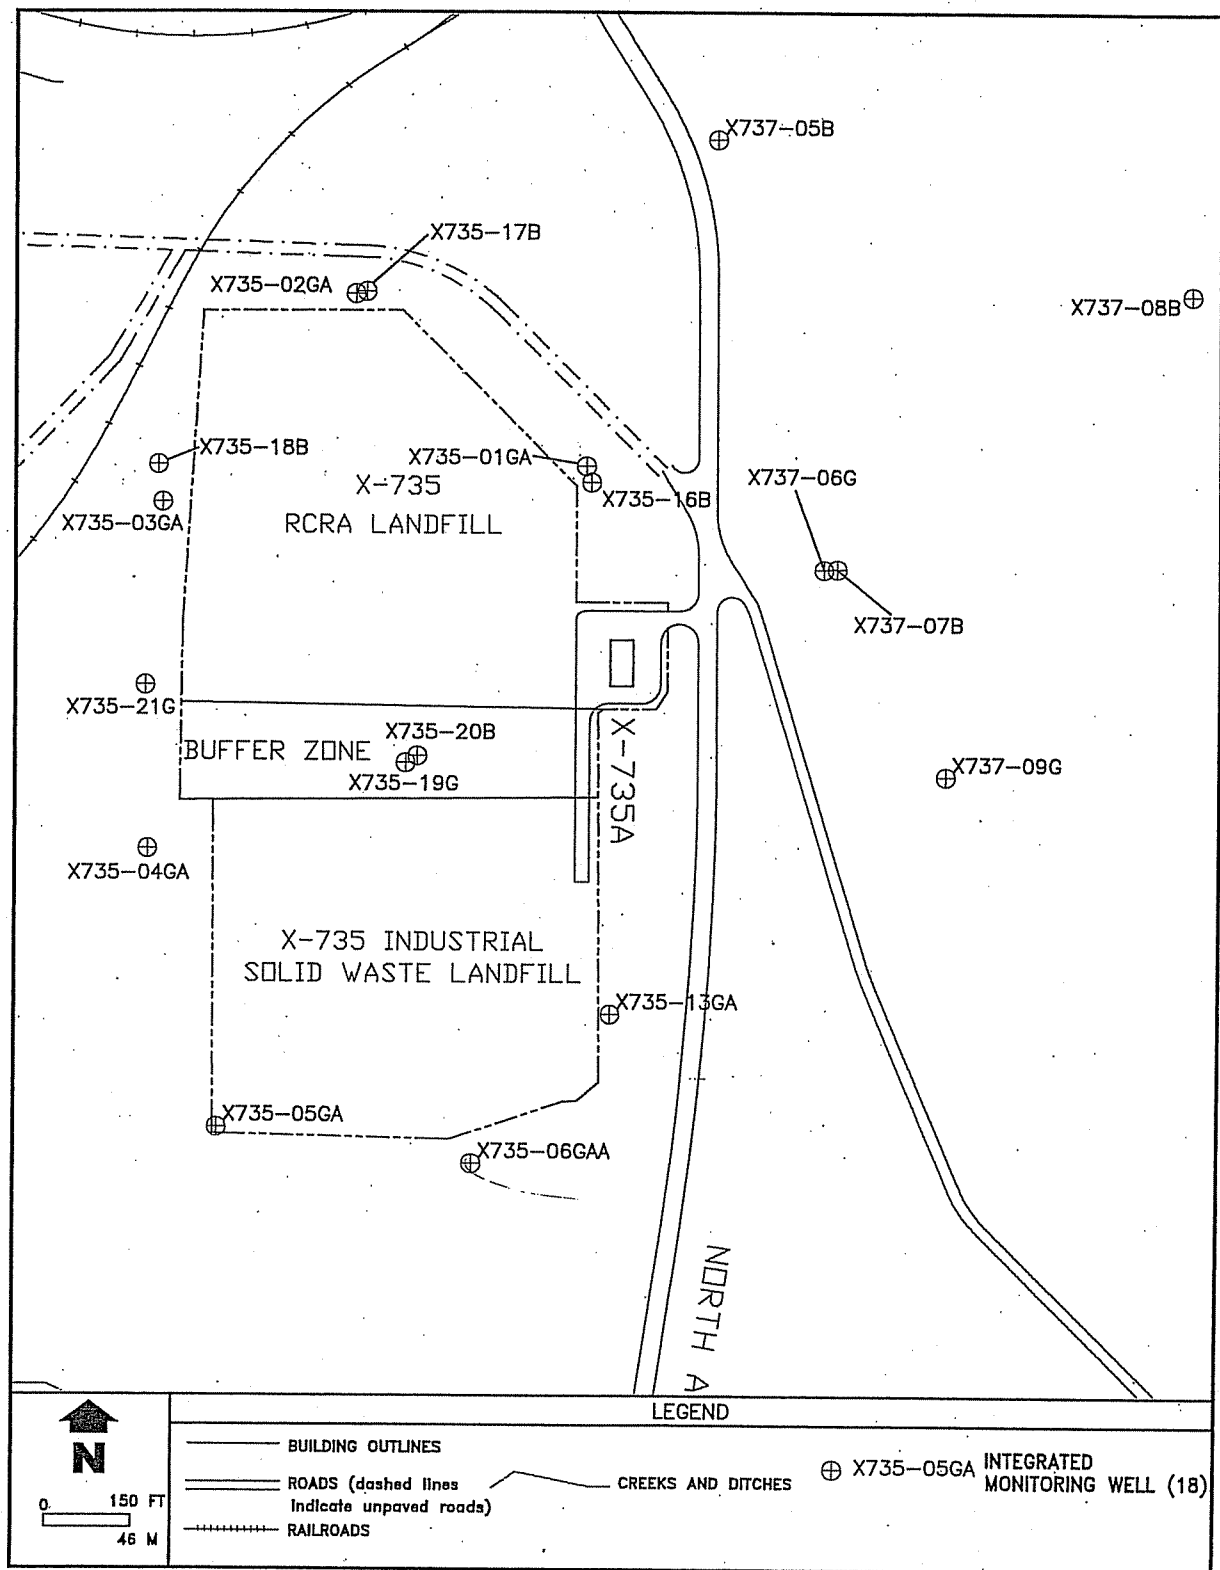 X737-05B
X735-17B
X735-02GA
X737-08B
X735-18B
X735-01GA
X737-06G
X-735
RCRA LANDFILL
X735-16B
X735-03GA
X737-07B
X735-21G
X-735A
X735-20B
BUFFER ZONE
X735-19G
X737-09G
X735-04GA
X-735 INDUSTRIAL
SOLID WASTE LANDFILL
X735-13GA
X735-05GA
X735-06GAA
NORTH A
LEGEND
N
0 150 FT
46 M
BUILDING OUTLINES
ROADS (dashed lines
indicate unpaved roads)
RAILROADS
CREEKS AND DITCHES
X735-05GA INTEGRATED
MONITORING WELL (18)